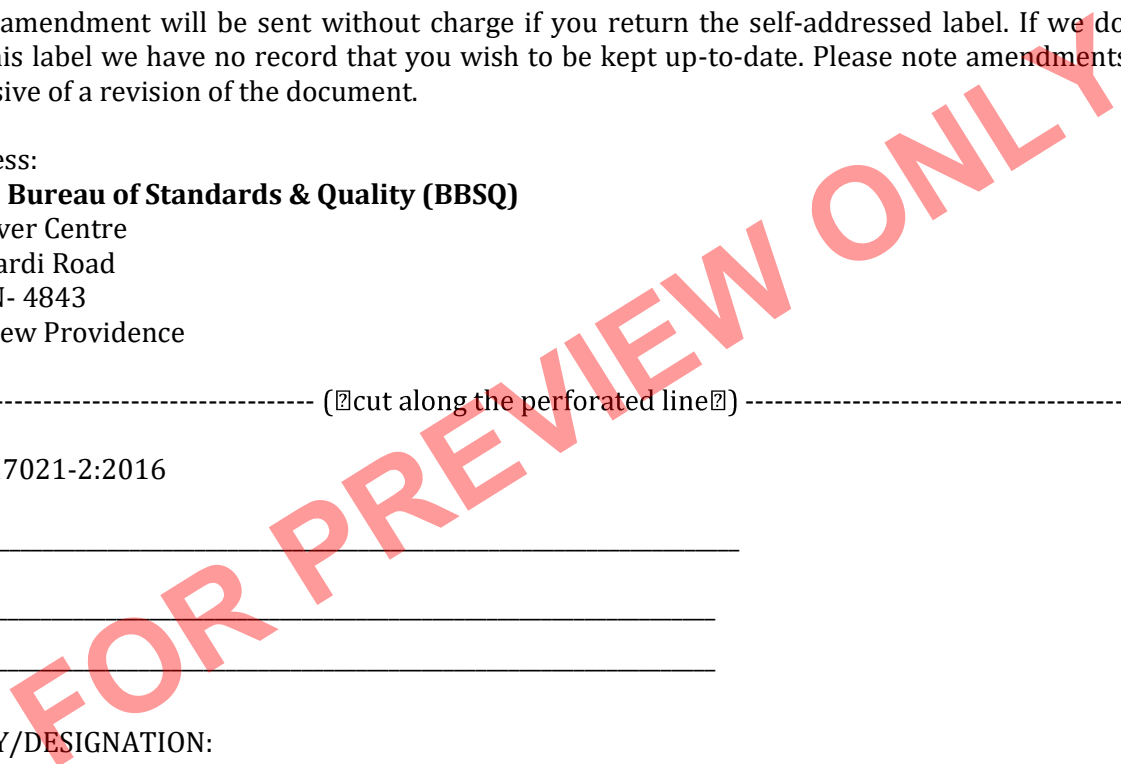 amendment will be sent without charge if you return the self-addressed label. If we do
his label we have no record that you wish to be kept up-to-date. Please note amendments
sive of a revision of the document.
ess:
Bureau of Standards & Quality (BBSQ)
ver Centre
ardi Road
N- 4843
ew Providence
--------------------------------- (⍰cut along the perforated line⍰) ---------------------------------------
7021-2:2016
Y/DESIGNATION:
FOR PREVIEW ONLY